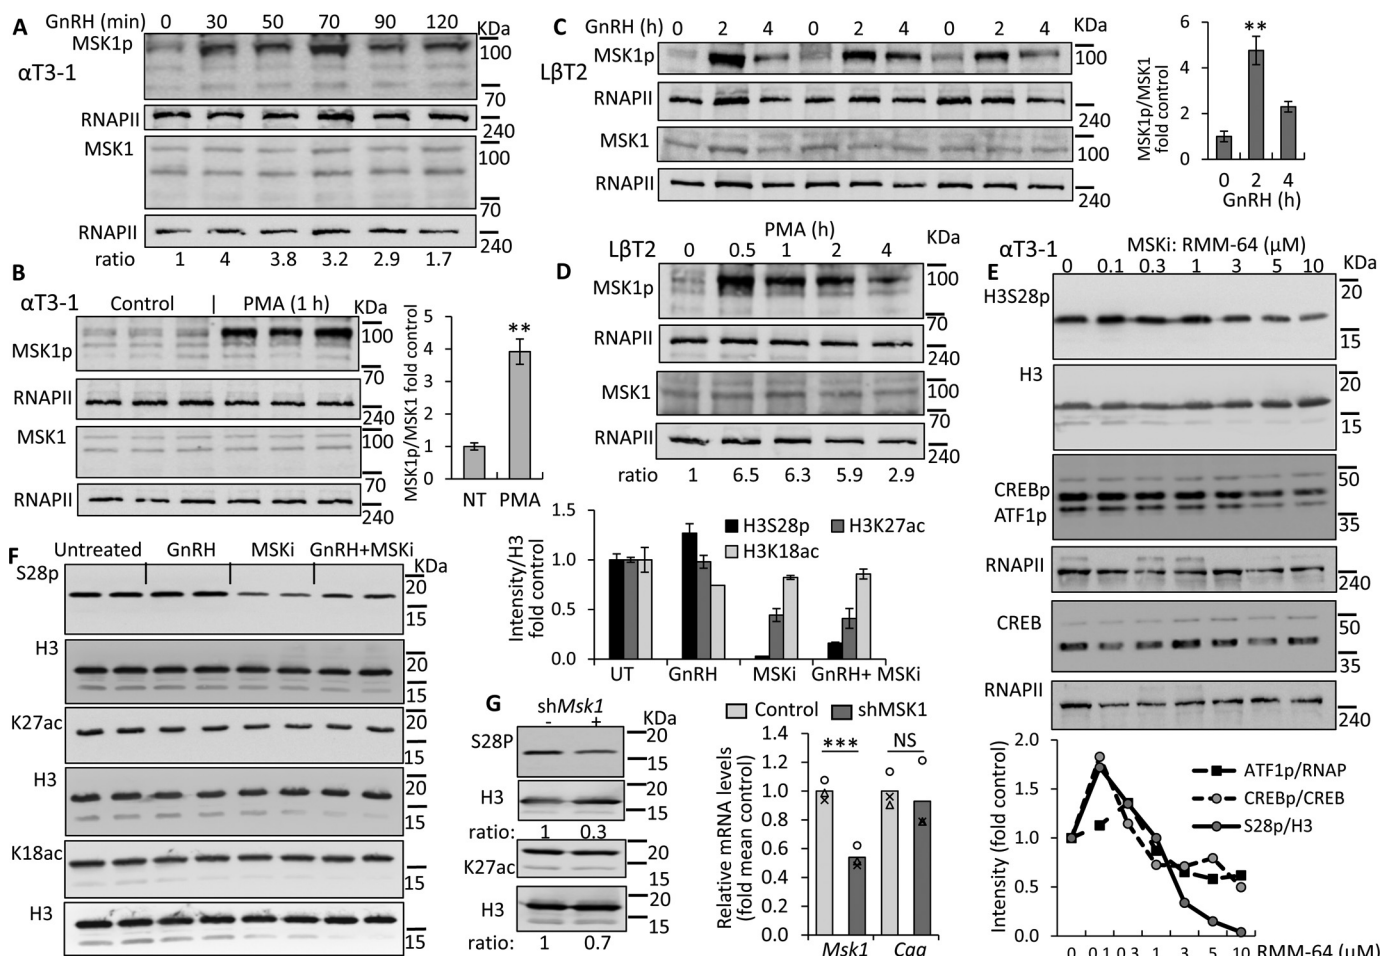 A
GnRH (min) 0 30 50 70 90 120 KDa
MSK1p
αT3-1
100
70
RNAPII
240
MSK1
100
70
RNAPII
240
ratio 1 4 3.8 3.2 2.9 1.7
B
αT3-1 Control | PMA (1 h) KDa
MSK1p
100
70
RNAPII
240
MSK1
100
70
RNAPII
240
MSK1p/MSK1 fold control
5
4
3
2
1
0
**
NT PMA
C
GnRH (h) 0 2 4 0 2 4 0 2 4 KDa
LβT2
MSK1p
100
RNAPII
240
MSK1
100
RNAPII
240
MSK1p/MSK1
fold control
6
4
2
0
**
0 2 4
GnRH (h)
D
LβT2
PMA (h)
0 0.5 1 2 4
KDa
MSK1p
100
70
RNAPII
240
MSK1
100
70
RNAPII
240
ratio 1 6.5 6.3 5.9 2.9
E
αT3-1 MSKi: RMM-64 (μM)
0 0.1 0.3 1 3 5 10 KDa
H3S28p
20
15
H3
20
15
CREBp
ATF1p
50
35
RNAPII
240
CREB
50
35
RNAPII
240
Intensity (fold control)
2.0
1.5
1.0
0.5
0.0
ATF1p/RNAP
CREBp/CREB
S28p/H3
0 0.1 0.3 1 3 5 10 RMM-64 (μM)
F
Untreated GnRH MSKi GnRH+MSKi KDa
S28p
20
15
H3
20
15
K27ac
20
15
H3
20
15
K18ac
20
15
H3
20
15
Intensity/H3
fold control
1.5
1.0
0.5
0.0
H3S28p H3K27ac
H3K18ac
UT GnRH MSKi GnRH+ MSKi
G
shMsk1
- +
KDa
S28P
20
15
H3
20
15
ratio: 1 0.3
K27ac
20
15
H3
20
15
ratio: 1 0.7
Control shMSK1
Relative mRNA levels
(fold mean control)
1.4
1.2
1.0
0.8
0.6
0.4
0.2
0.0
*** NS
Msk1 Cga